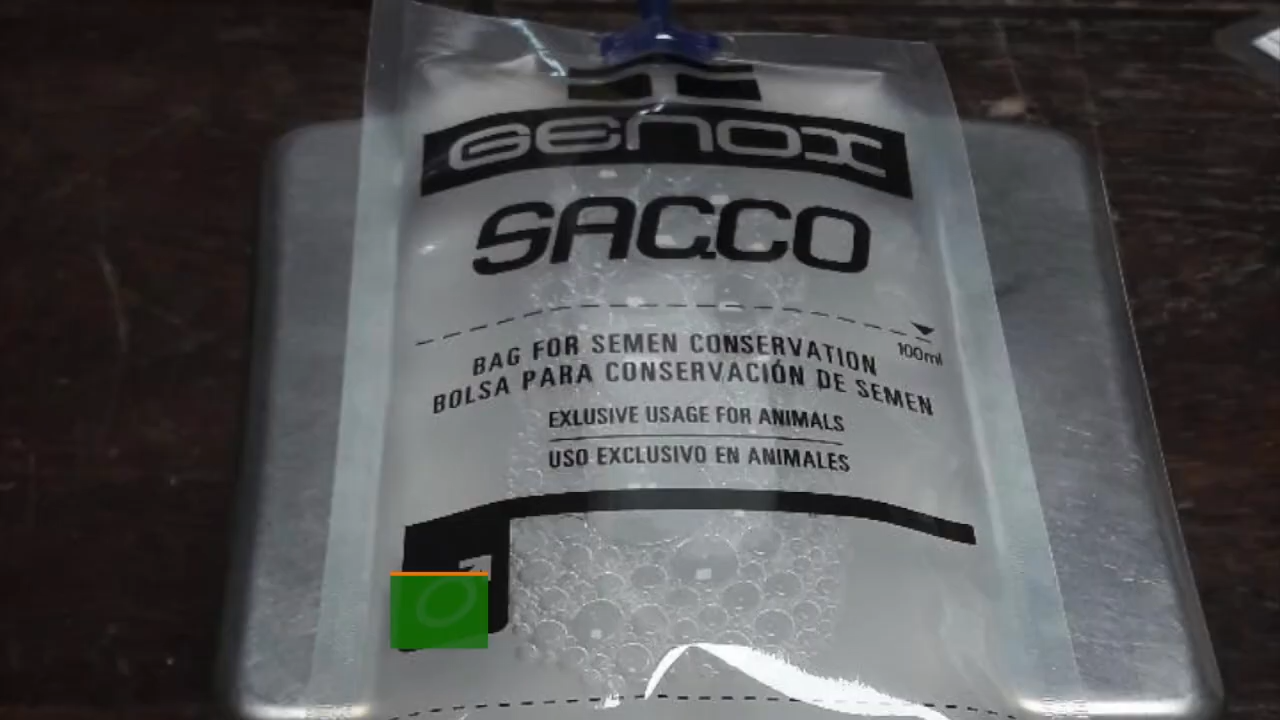 GENOX
SACCO
100ml
BAG FOR SEMEN CONSERVATION
BOLSA PARA CONSERVACIÓN DE SEMEN
EXLUSIVE USAGE FOR ANIMALS
USO EXCLUSIVO EN ANIMALES